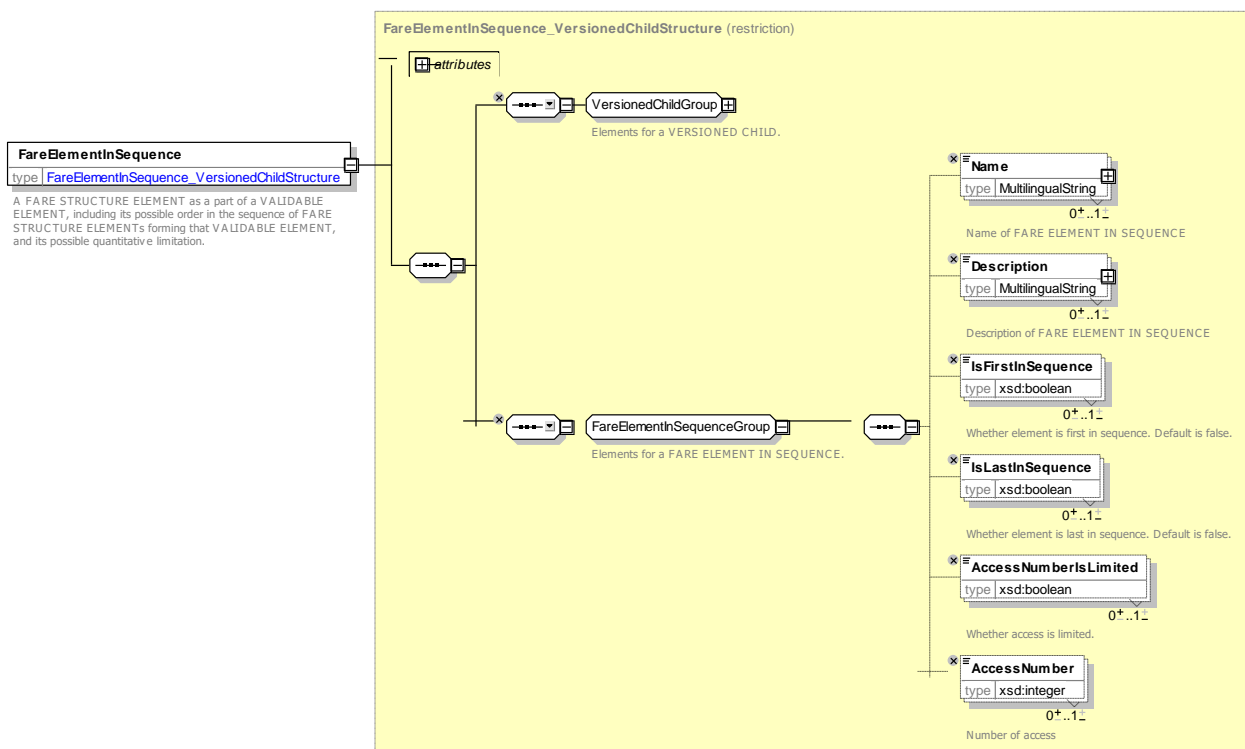 FareElementInSequence_VersionedChildStructure (restriction)
attributes
VersionedChildGroup
Elements for a VERSIONED CHILD.
FareElementInSequence
type FareElementInSequence_VersionedChildStructure
A FARE STRUCTURE ELEMENT as a part of a VALIDABLE
ELEMENT, including its possible order in the sequence of FARE
STRUCTURE ELEMENTs forming that VALIDABLE ELEMENT,
and its possible quantitative limitation.
Name
type MultilingualString
0..1
Name of FARE ELEMENT IN SEQUENCE
Description
type MultilingualString
0..1
Description of FARE ELEMENT IN SEQUENCE
IsFirstInSequence
type xsd:boolean
0..1
Whether element is first in sequence. Default is false.
FareElementInSequenceGroup
Elements for a FARE ELEMENT IN SEQUENCE.
IsLastInSequence
type xsd:boolean
0..1
Whether element is last in sequence. Default is false.
AccessNumberIsLimited
type xsd:boolean
0..1
Whether access is limited.
AccessNumber
type xsd:integer
0..1
Number of access